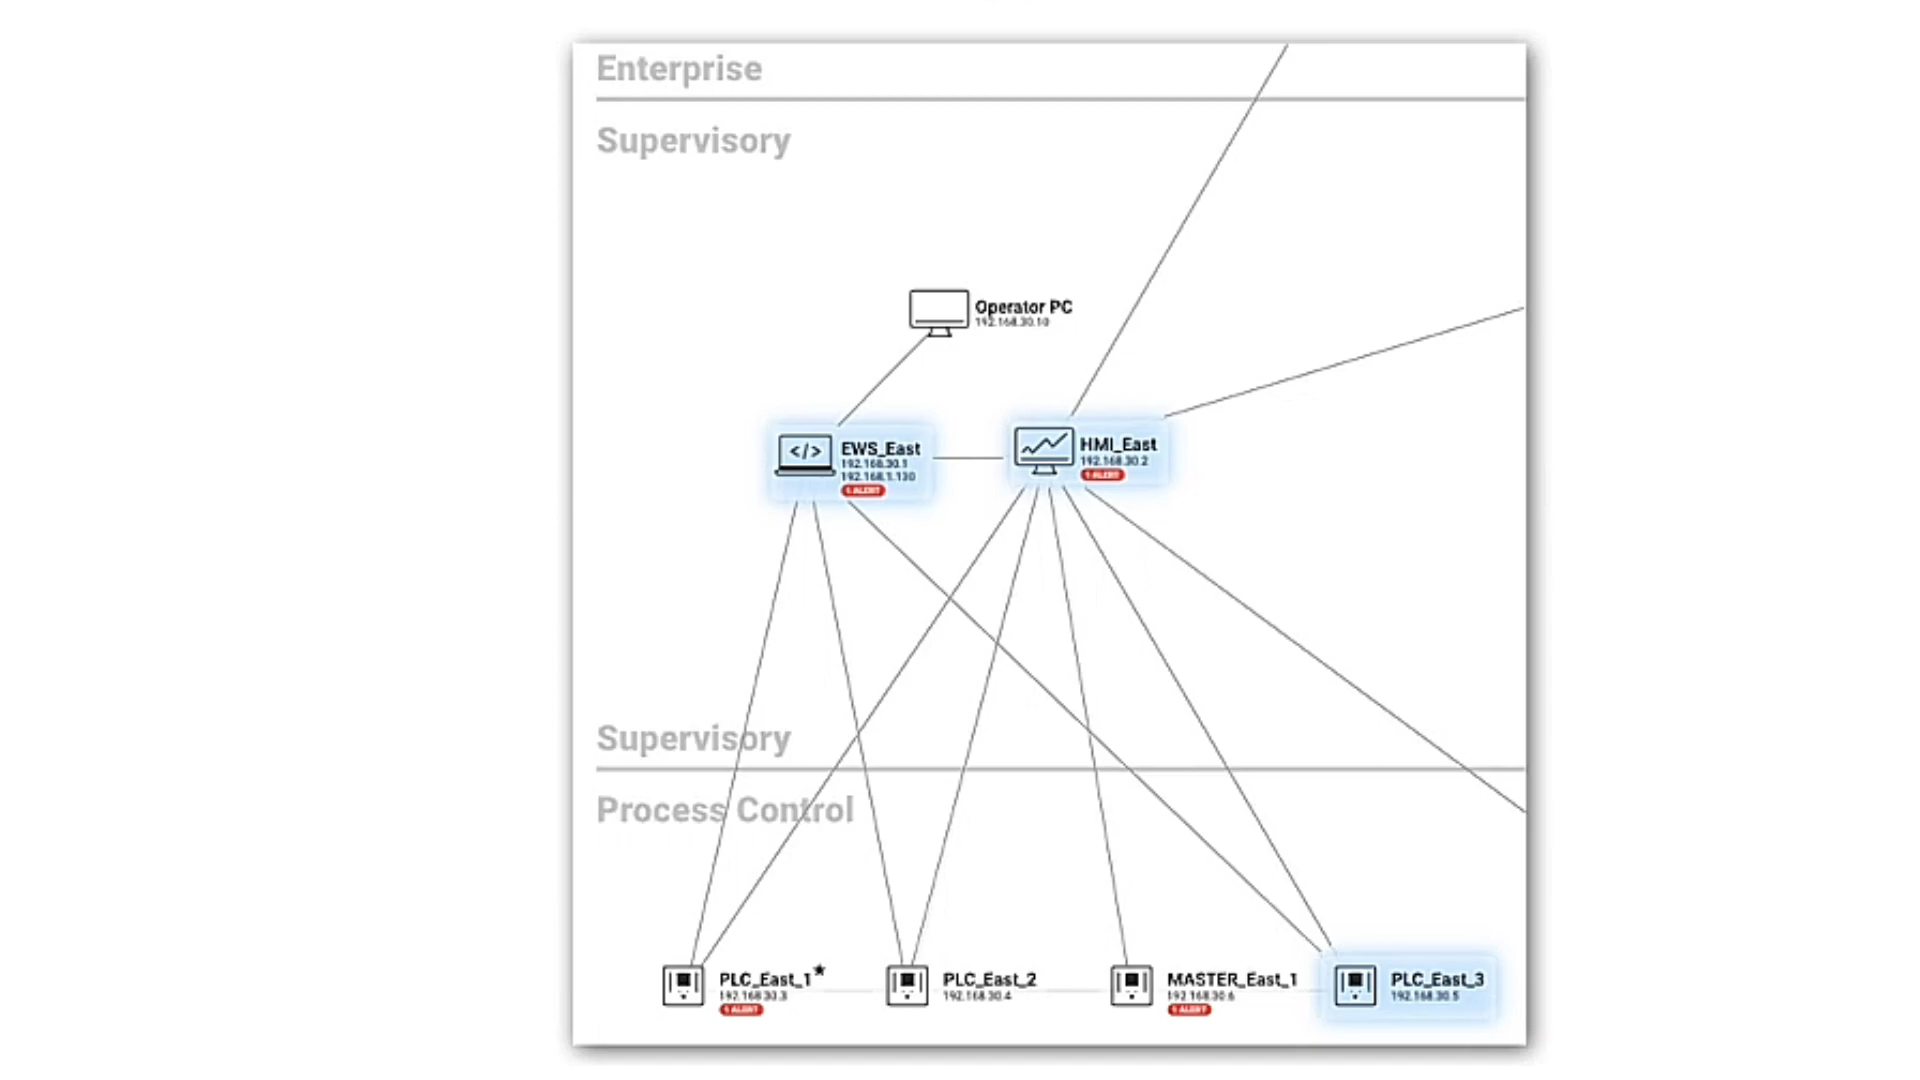 Enterprise
Supervisory
Operator PC
192.168.30.10
EWS_East
192.168.30.1
192.168.1.130
1 ALERT
HMI_East
192.168.30.2
1 ALERT
Supervisory
Process Control
PLC_East_1★
192.168.30.3
1 ALERT
PLC_East_2
192.168.30.4
MASTER_East_1
192.168.30.6
1 ALERT
PLC_East_3
192.168.30.5